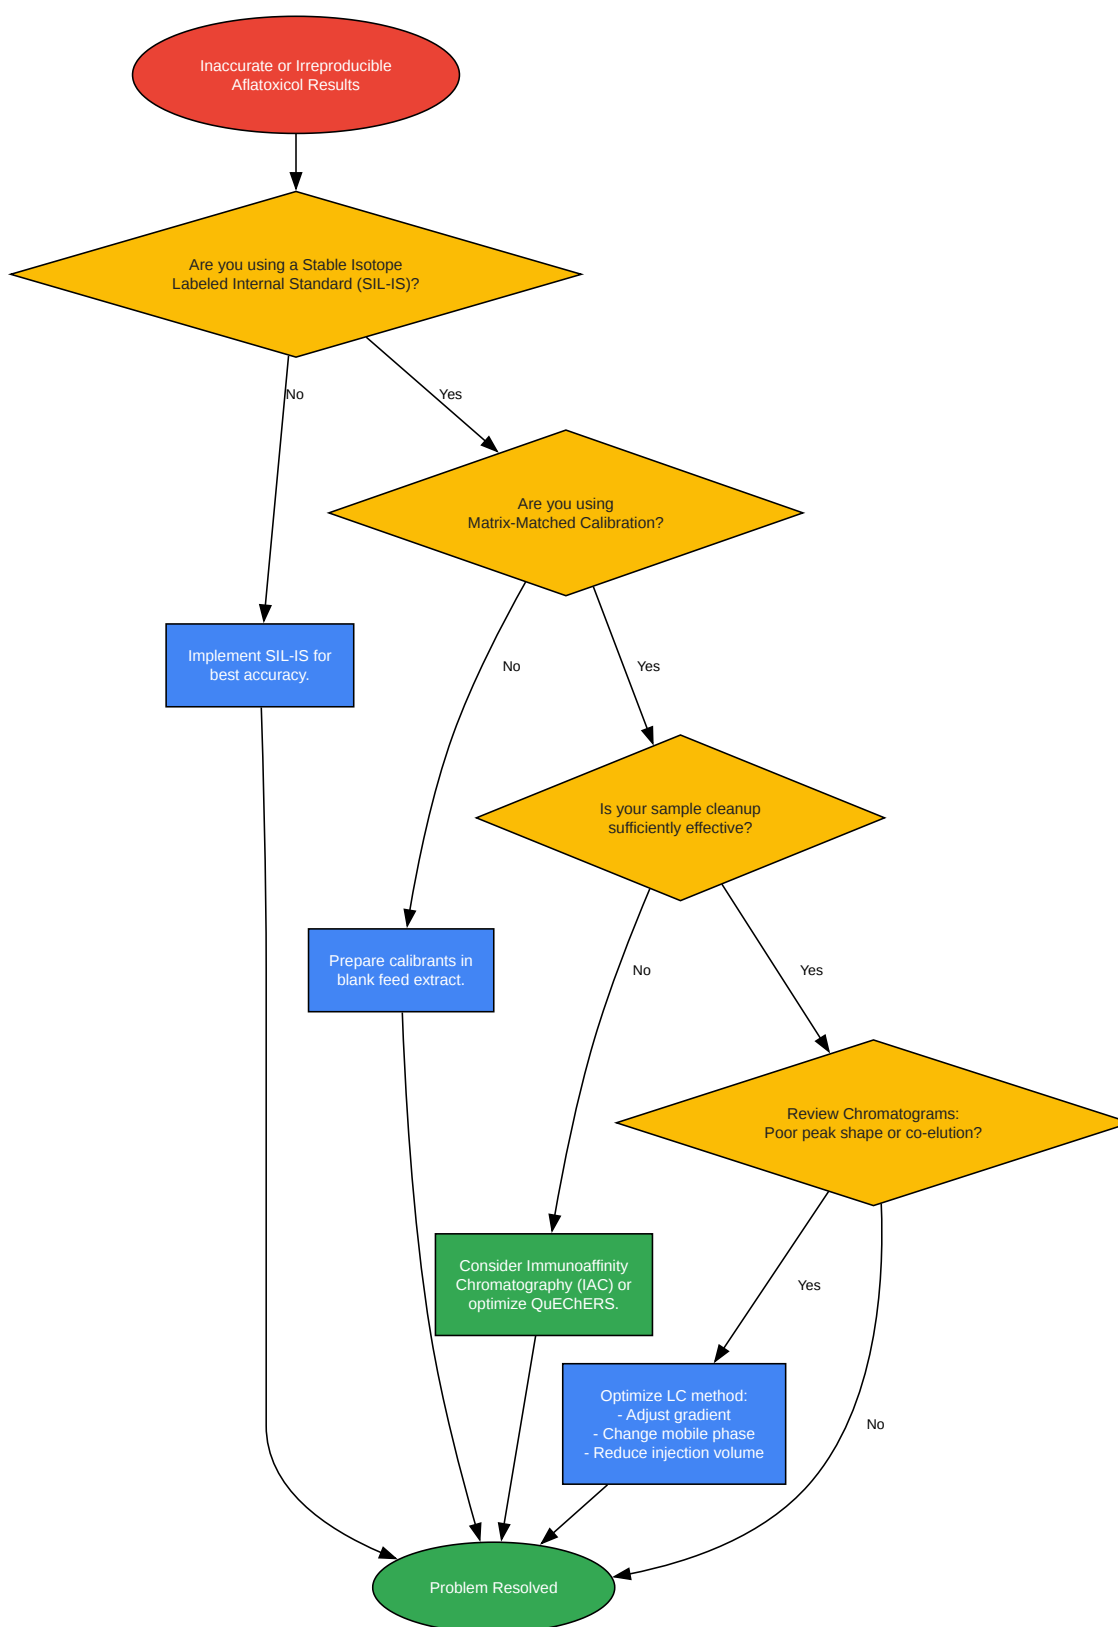 Inaccurate or Irreproducible
Aflatoxicol Results
Are you using a Stable Isotope
Labeled Internal Standard (SIL-IS)?
No
Yes
Are you using
Matrix-Matched Calibration?
Implement SIL-IS for
best accuracy.
No
Yes
Is your sample cleanup
sufficiently effective?
Prepare calibrants in
blank feed extract.
No
Yes
Review Chromatograms:
Poor peak shape or co-elution?
Consider Immunoaffinity
Chromatography (IAC) or
optimize QuEChERS.
Yes
Optimize LC method:
- Adjust gradient
- Change mobile phase
- Reduce injection volume
No
Problem Resolved